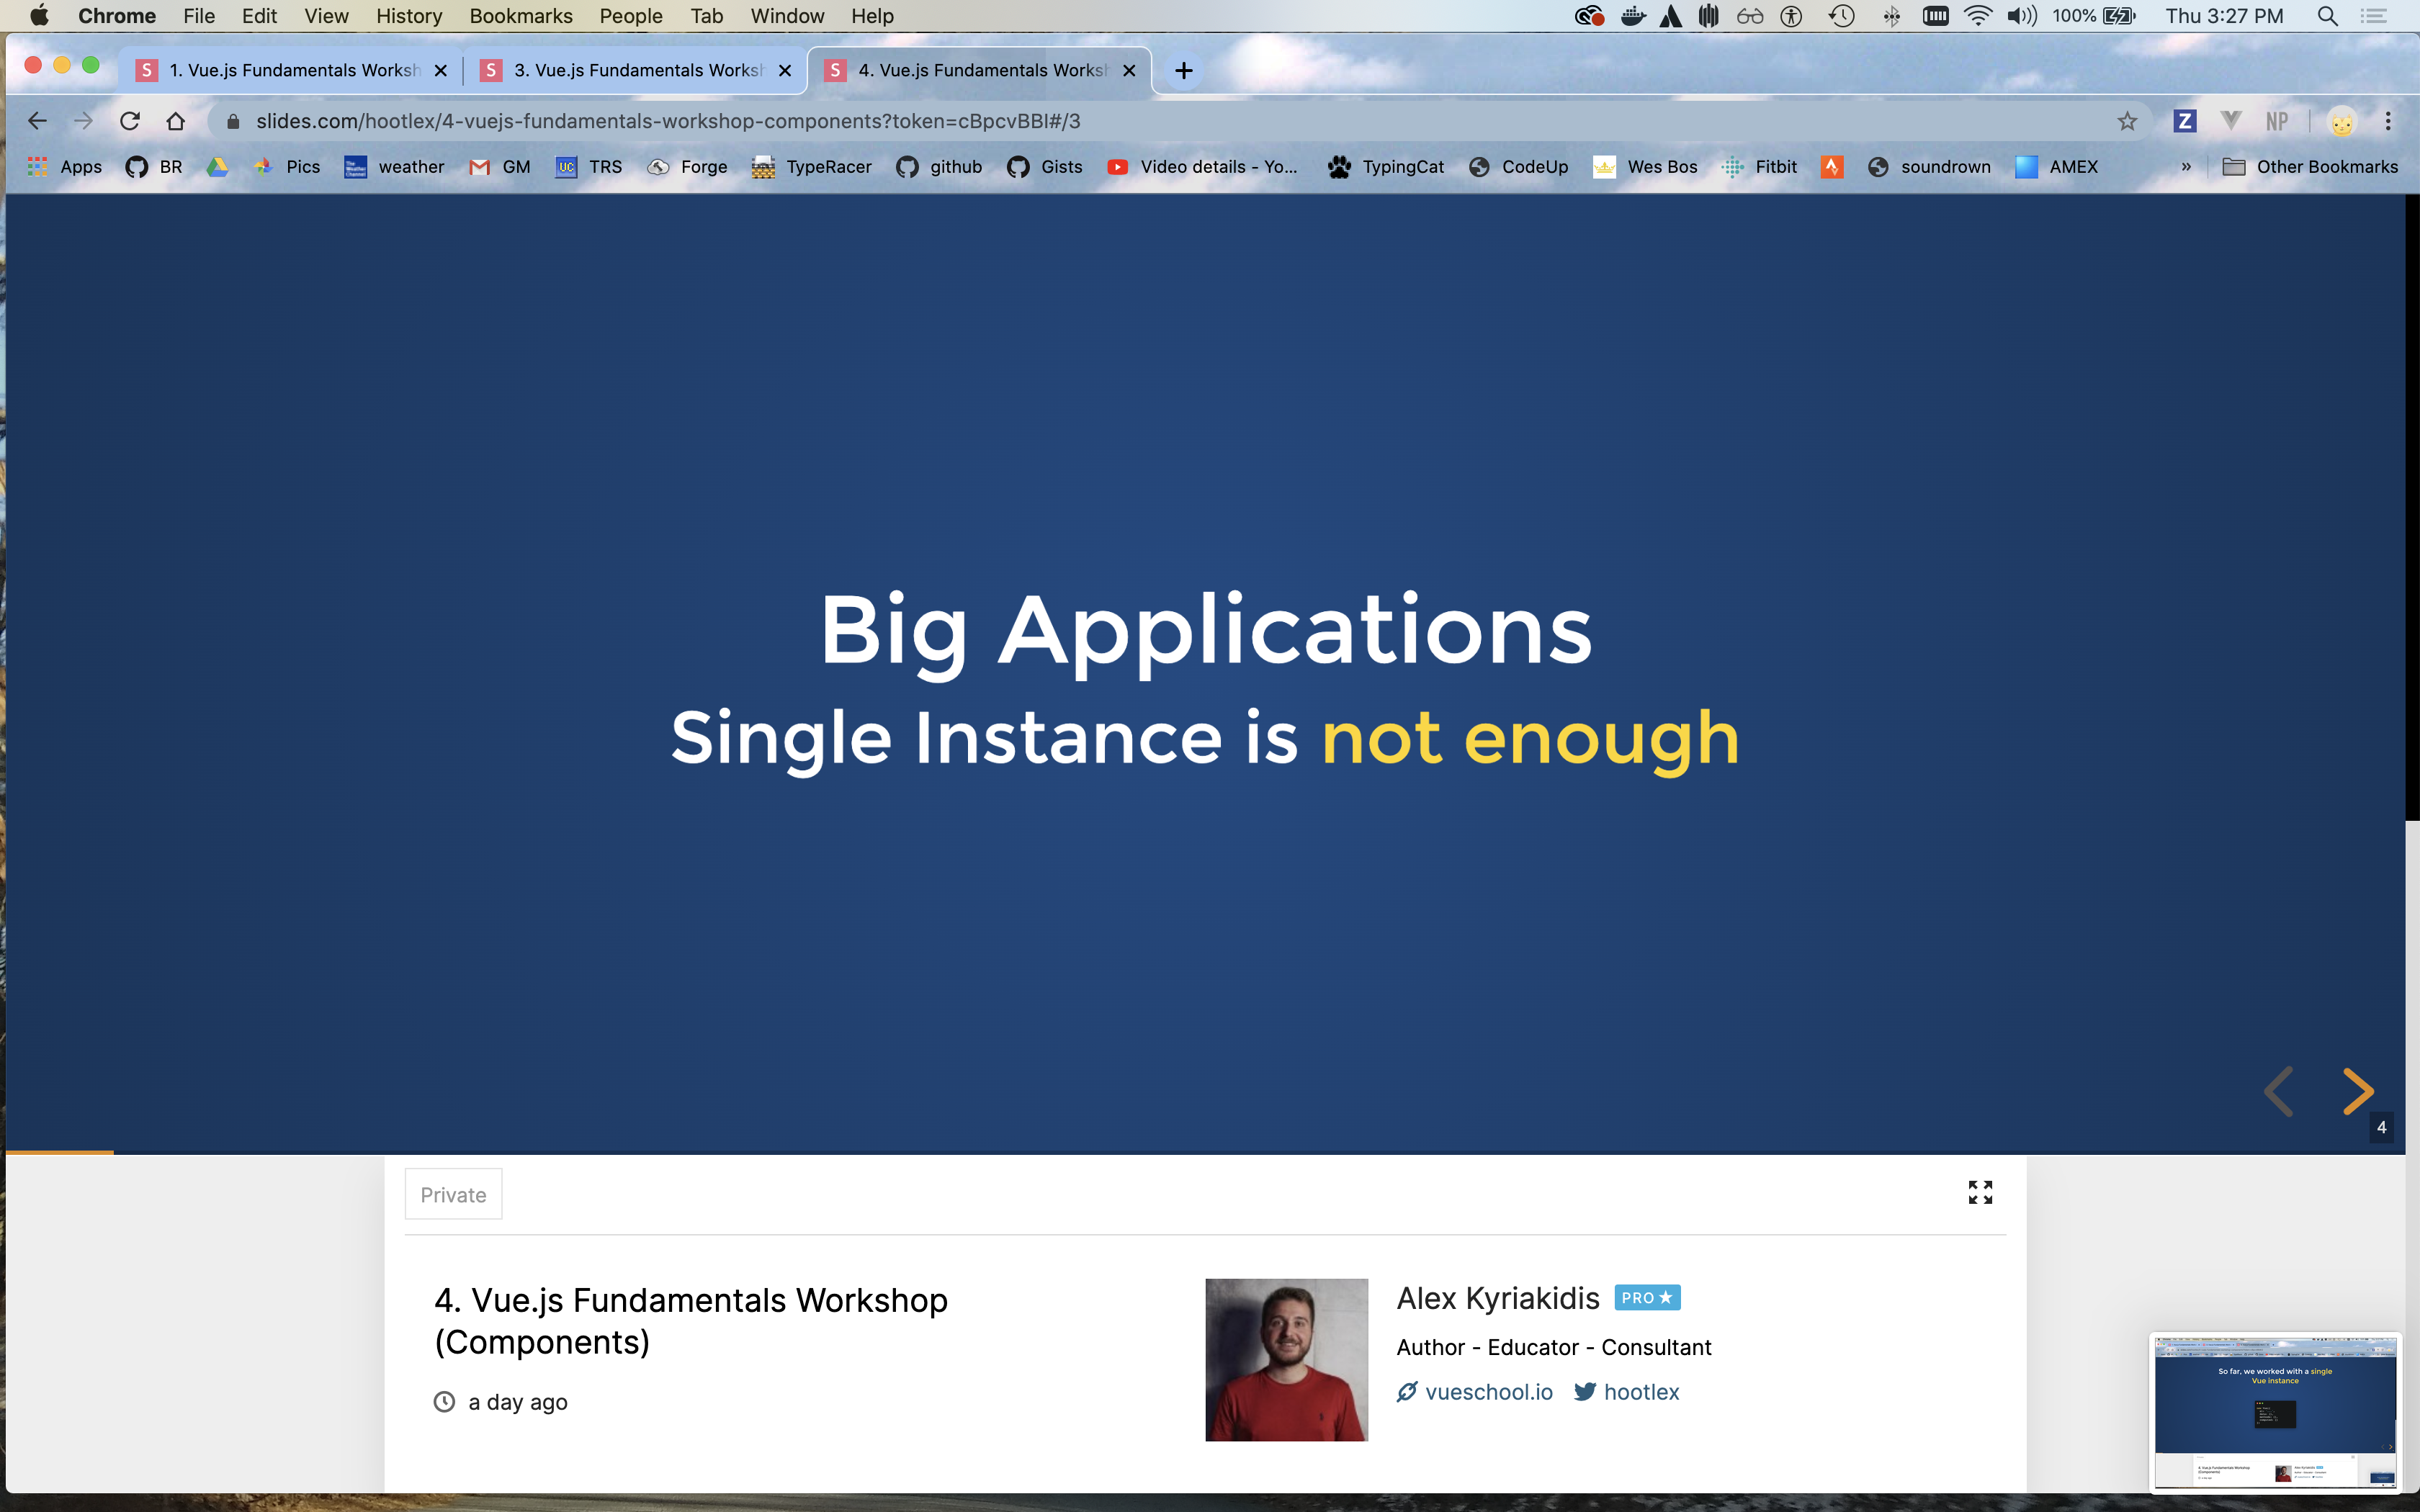 Chrome File Edit View History Bookmarks People Tab Window Help 100% Thu 3:27 PM
S 1. Vue.js Fundamentals Worksh S 3. Vue.js Fundamentals Worksh S 4. Vue.js Fundamentals Worksh
slides.com/hootlex/4-vuejs-fundamentals-workshop-components?token=cBpcvBBI#/3 Z NP
Apps BR Pics weather GM UC TRS Forge TypeRacer github Gists Video details - Yo... TypingCat CodeUp Wes Bos Fitbit soundrown AMEX » Other Bookmarks
Big Applications
Single Instance is not enough
4
Private
4. Vue.js Fundamentals Workshop
(Components)
a day ago
Alex Kyriakidis PRO
Author - Educator - Consultant
vueschool.io hootlex
So far, we worked with a single
Vue instance